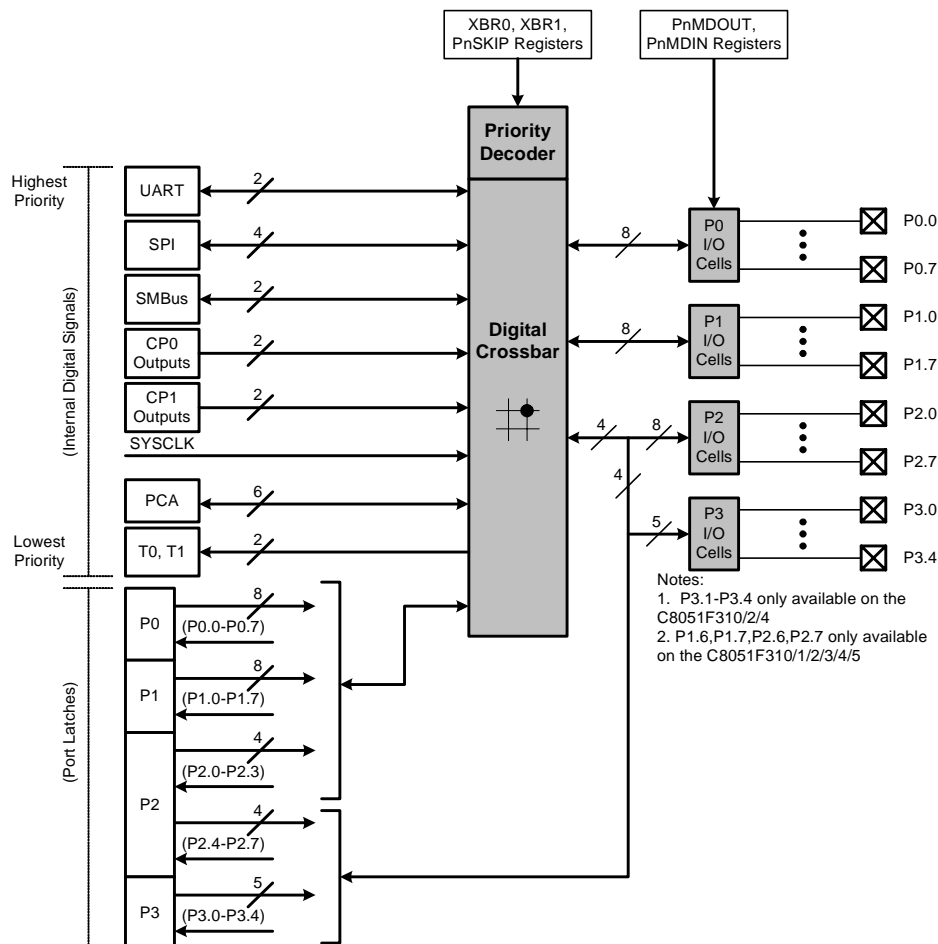 XBR0, XBR1,
PnSKIP Registers
PnMDOUT,
PnMDIN Registers
Priority
Decoder
Highest
Priority
UART
2
SPI
4
SMBus
2
CP0
Outputs
2
CP1
Outputs
2
SYSCLK
PCA
6
Lowest
Priority
T0, T1
2
(Internal Digital Signals)
Digital
Crossbar
8
P0
I/O
Cells
P0.0
P0.7
8
P1
I/O
Cells
P1.0
P1.7
4
8
P2
I/O
Cells
P2.0
P2.7
4
5
P3
I/O
Cells
P3.0
P3.4
Notes:
1. P3.1-P3.4 only available on the
C8051F310/2/4
2. P1.6,P1.7,P2.6,P2.7 only available
on the C8051F310/1/2/3/4/5
(Port Latches)
P0
8
(P0.0-P0.7)
P1
8
(P1.0-P1.7)
P2
4
(P2.0-P2.3)
4
(P2.4-P2.7)
P3
5
(P3.0-P3.4)